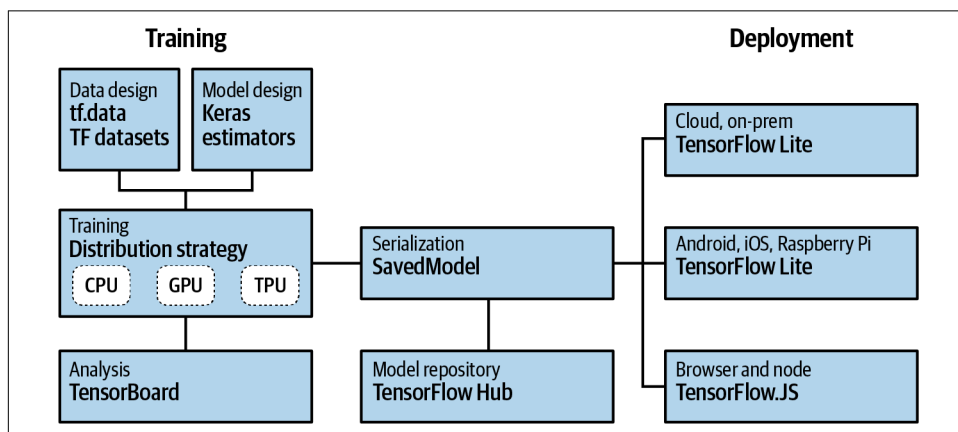 Training
Deployment
Data design
tf.data
TF datasets
Model design
Keras
estimators
Cloud, on-prem
TensorFlow Lite
Training
Distribution strategy
CPU
GPU
TPU
Serialization
SavedModel
Android, iOS, Raspberry Pi
TensorFlow Lite
Analysis
TensorBoard
Model repository
TensorFlow Hub
Browser and node
TensorFlow.JS